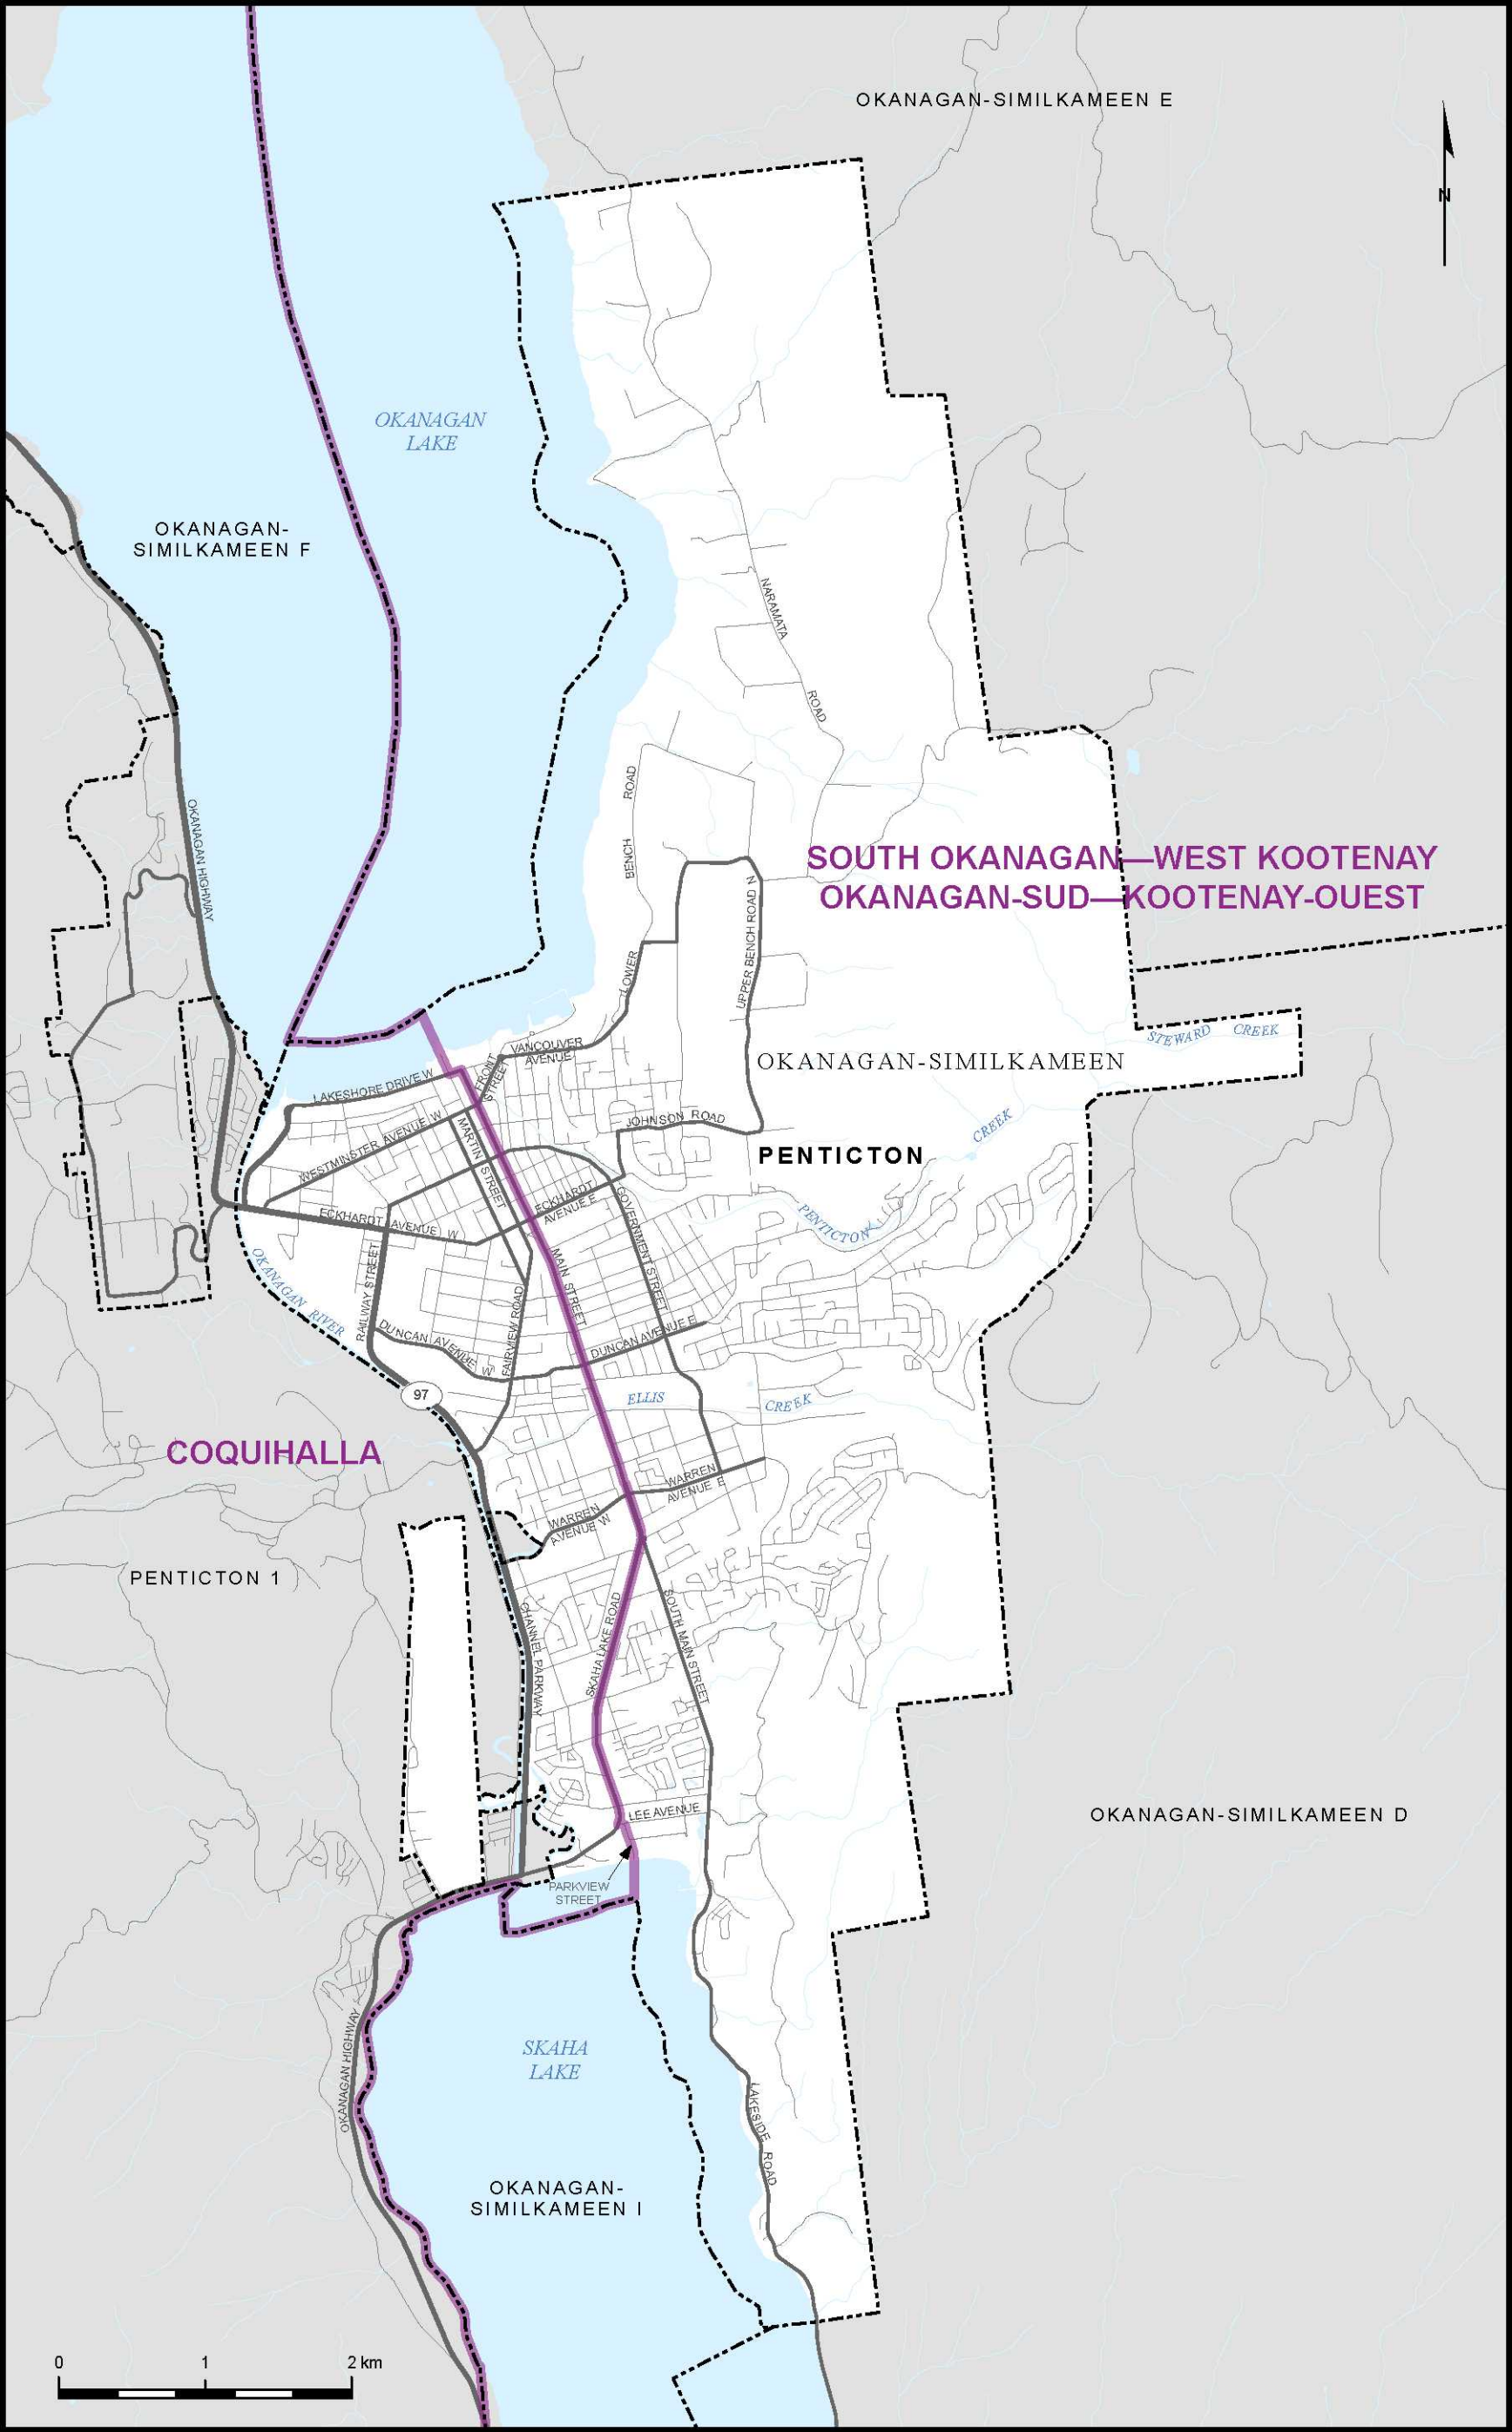 OKANAGAN-SIMILKAMEEN E
N
OKANAGAN
LAKE
OKANAGAN-
SIMILKAMEEN F
NARAMATA
ROAD
BENCH ROAD
OKANAGAN HIGHWAY
SOUTH OKANAGAN—WEST KOOTENAY
OKANAGAN-SUD—KOOTENAY-OUEST
UPPER BENCH ROAD N
LOWER
STEWARD CREEK
VANCOUVER
AVENUE
FRONT
STREET
OKANAGAN-SIMILKAMEEN
LAKESHORE DRIVE W
WESTMINSTER AVENUE W
MARTIN STREET
JOHNSON ROAD
CREEK
PENTICTON
ECKHARDT
AVENUE E
ECKHARDT AVENUE W
GOVERNMENT STREET
PENTICTON
OKANAGAN RIVER
RAILWAY STREET
MAIN STREET
DUNCAN AVENUE W
FAIRVIEW ROAD
DUNCAN AVENUE E
97
ELLIS
CREEK
COQUIHALLA
WARREN
AVENUE E
WARREN
AVENUE W
PENTICTON 1
CHANNEL PARKWAY
SKAHA LAKE ROAD
SOUTH MAIN STREET
LEE AVENUE
OKANAGAN-SIMILKAMEEN D
PARKVIEW
STREET
OKANAGAN HIGHWAY
SKAHA
LAKE
LAKESIDE ROAD
OKANAGAN-
SIMILKAMEEN I
0 1 2 km